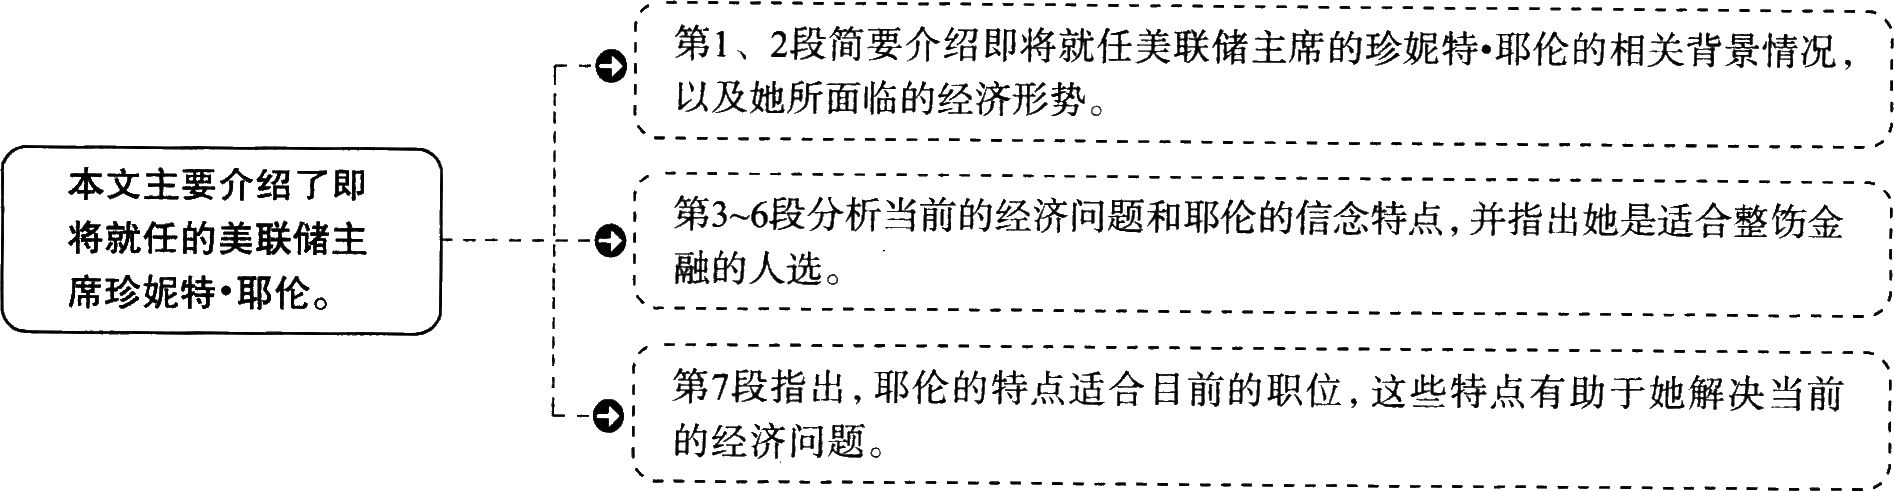 第1、2段简要介绍即将就任美联储主席的珍妮特•耶伦的相关背景情况，
以及她所面临的经济形势。
本文主要介绍了即
将就任的美联储主
席珍妮特•耶伦。
第3~6段分析当前的经济问题和耶伦的信念特点，并指出她是适合整饬金
融的人选。
第7段指出，耶伦的特点适合目前的职位，这些特点有助于她解决当前
的经济问题。